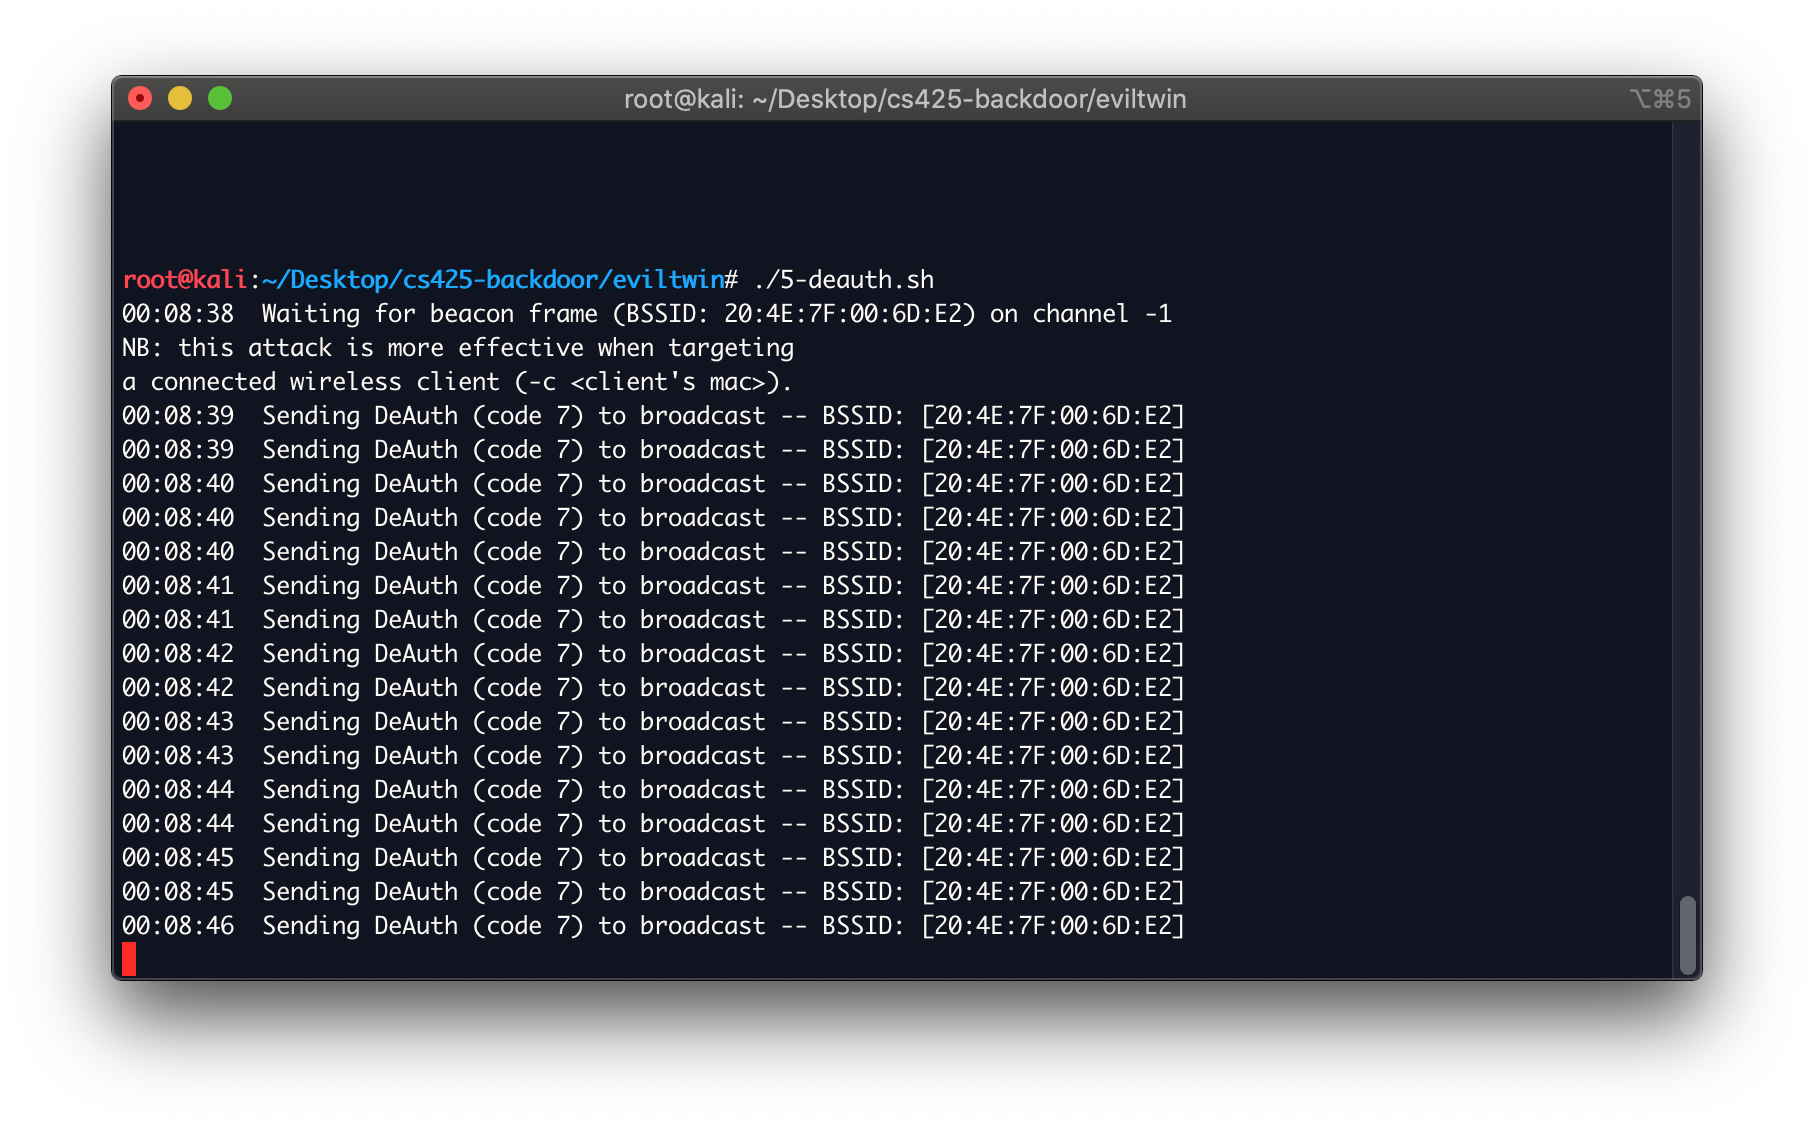 root@kali: ~/Desktop/cs425-backdoor/eviltwin ⌥⌘5
root@kali:~/Desktop/cs425-backdoor/eviltwin# ./5-deauth.sh
00:08:38  Waiting for beacon frame (BSSID: 20:4E:7F:00:6D:E2) on channel -1
NB: this attack is more effective when targeting
a connected wireless client (-c <client's mac>).
00:08:39  Sending DeAuth (code 7) to broadcast -- BSSID: [20:4E:7F:00:6D:E2]
00:08:39  Sending DeAuth (code 7) to broadcast -- BSSID: [20:4E:7F:00:6D:E2]
00:08:40  Sending DeAuth (code 7) to broadcast -- BSSID: [20:4E:7F:00:6D:E2]
00:08:40  Sending DeAuth (code 7) to broadcast -- BSSID: [20:4E:7F:00:6D:E2]
00:08:40  Sending DeAuth (code 7) to broadcast -- BSSID: [20:4E:7F:00:6D:E2]
00:08:41  Sending DeAuth (code 7) to broadcast -- BSSID: [20:4E:7F:00:6D:E2]
00:08:41  Sending DeAuth (code 7) to broadcast -- BSSID: [20:4E:7F:00:6D:E2]
00:08:42  Sending DeAuth (code 7) to broadcast -- BSSID: [20:4E:7F:00:6D:E2]
00:08:42  Sending DeAuth (code 7) to broadcast -- BSSID: [20:4E:7F:00:6D:E2]
00:08:43  Sending DeAuth (code 7) to broadcast -- BSSID: [20:4E:7F:00:6D:E2]
00:08:43  Sending DeAuth (code 7) to broadcast -- BSSID: [20:4E:7F:00:6D:E2]
00:08:44  Sending DeAuth (code 7) to broadcast -- BSSID: [20:4E:7F:00:6D:E2]
00:08:44  Sending DeAuth (code 7) to broadcast -- BSSID: [20:4E:7F:00:6D:E2]
00:08:45  Sending DeAuth (code 7) to broadcast -- BSSID: [20:4E:7F:00:6D:E2]
00:08:45  Sending DeAuth (code 7) to broadcast -- BSSID: [20:4E:7F:00:6D:E2]
00:08:46  Sending DeAuth (code 7) to broadcast -- BSSID: [20:4E:7F:00:6D:E2]